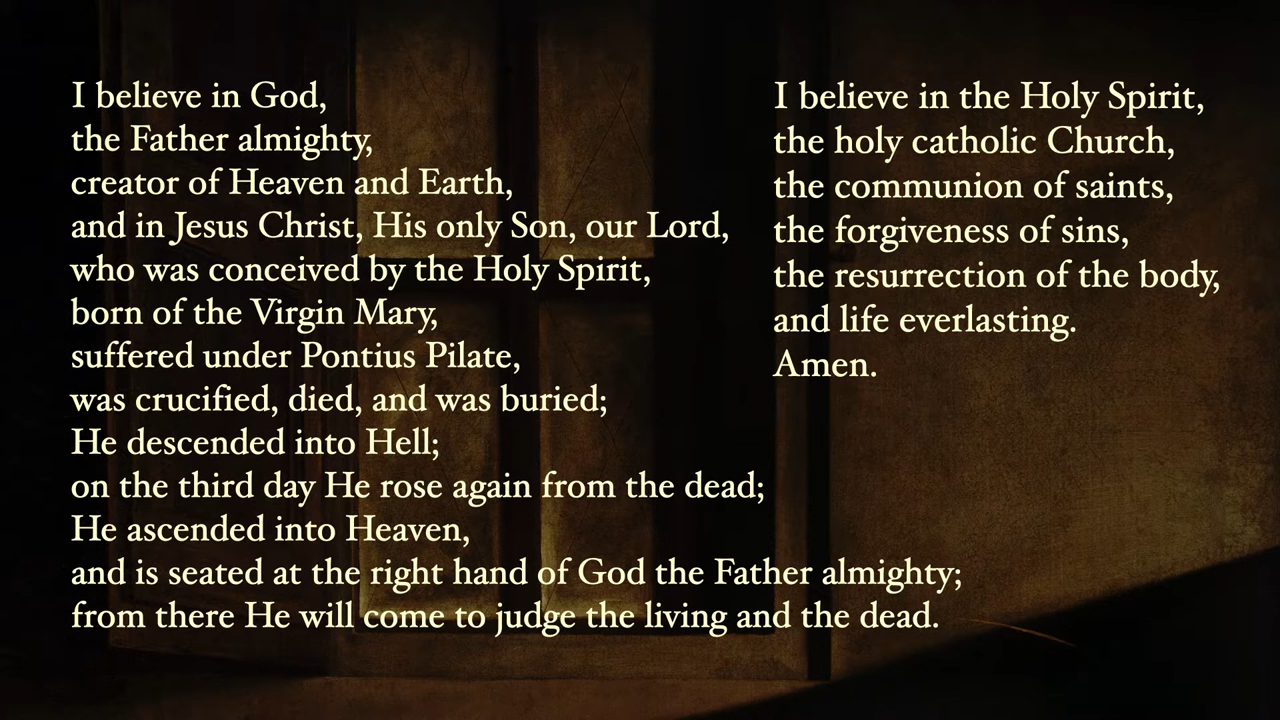 I believe in God,
the Father almighty,
creator of Heaven and Earth,
and in Jesus Christ, His only Son, our Lord,
who was conceived by the Holy Spirit,
born of the Virgin Mary,
suffered under Pontius Pilate,
was crucified, died, and was buried;
He descended into Hell;
on the third day He rose again from the dead;
He ascended into Heaven,
and is seated at the right hand of God the Father almighty;
from there He will come to judge the living and the dead.
I believe in the Holy Spirit,
the holy catholic Church,
the communion of saints,
the forgiveness of sins,
the resurrection of the body,
and life everlasting.
Amen.